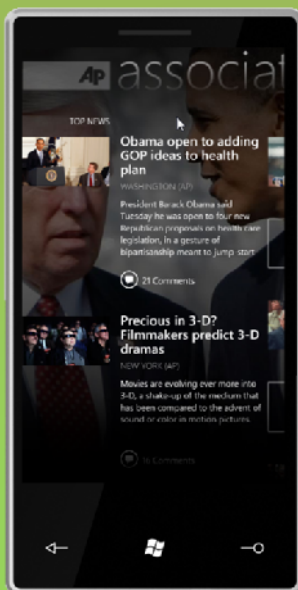 AP associat
TOP NEWS
Obama open to adding
GOP ideas to health
plan
WASHINGTON (AP)
President Barack Obama said
Tuesday he was open to four new
Republican proposals on health care
legislation, in a gesture of
bipartisanship meant to jump start
21 Comments
Precious in 3-D?
Filmmakers predict 3-D
dramas
NEW YORK (AP)
Movies are evolving ever more into
3-D, a shake-up of the medium that
has been compared to the advent of
sound or color in motion pictures.
16 Comments